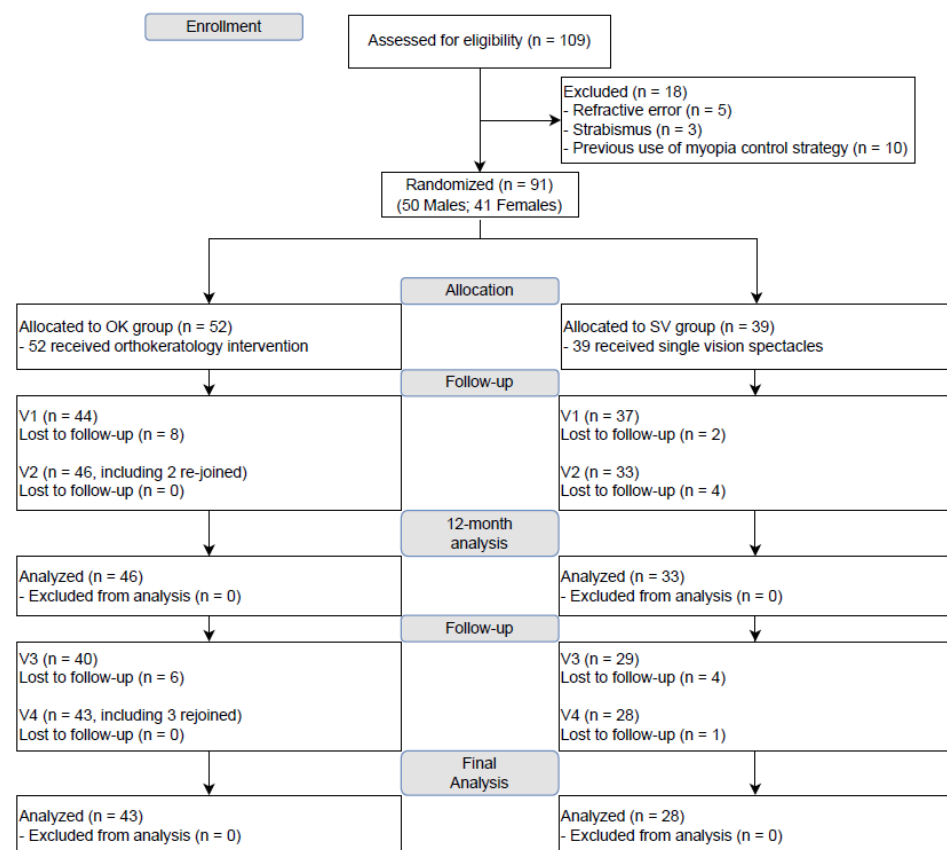 Enrollment
Assessed for eligibility (n = 109)
Excluded (n = 18)
- Refractive error (n = 5)
- Strabismus (n = 3)
- Previous use of myopia control strategy (n = 10)
Randomized (n = 91)
(50 Males; 41 Females)
Allocation
Allocated to OK group (n = 52)
- 52 received orthokeratology intervention
Allocated to SV group (n = 39)
- 39 received single vision spectacles
Follow-up
V1 (n = 44)
Lost to follow-up (n = 8)
V2 (n = 46, including 2 re-joined)
Lost to follow-up (n = 0)
V1 (n = 37)
Lost to follow-up (n = 2)
V2 (n = 33)
Lost to follow-up (n = 4)
12-month
analysis
Analyzed (n = 46)
- Excluded from analysis (n = 0)
Analyzed (n = 33)
- Excluded from analysis (n = 0)
Follow-up
V3 (n = 40)
Lost to follow-up (n = 6)
V4 (n = 43, including 3 rejoined)
Lost to follow-up (n = 0)
V3 (n = 29)
Lost to follow-up (n = 4)
V4 (n = 28)
Lost to follow-up (n = 1)
Final
Analysis
Analyzed (n = 43)
- Excluded from analysis (n = 0)
Analyzed (n = 28)
- Excluded from analysis (n = 0)